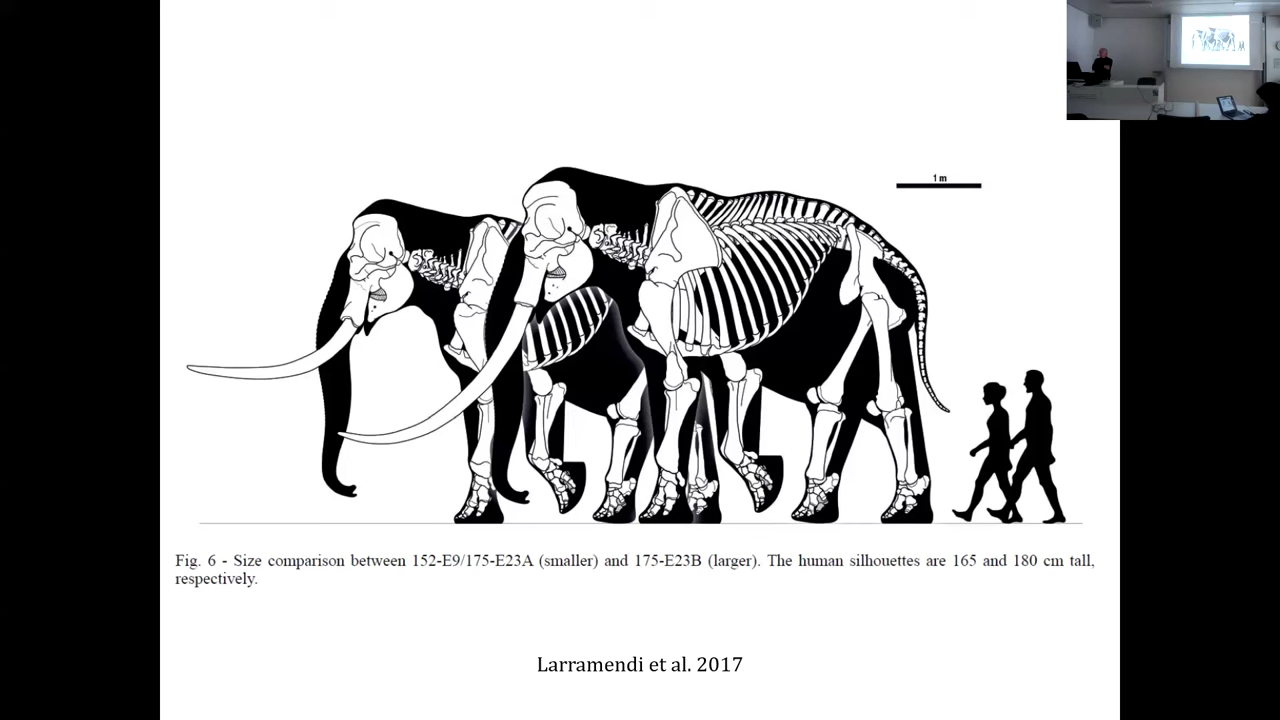 1 m
Fig. 6 - Size comparison between 152-E9/175-E23A (smaller) and 175-E23B (larger). The human silhouettes are 165 and 180 cm tall,
respectively.
Larramendi et al. 2017